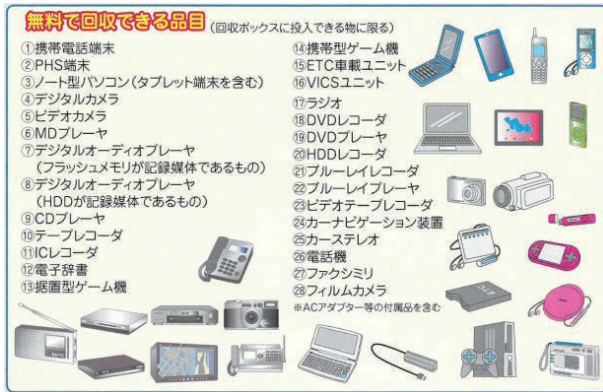 無料で回収できる品目(回収ボックスに投入できる物に限る)
①携帯電話端末
②PHS端末
③ノート型パソコン(タブレット端末を含む)
④デジタルカメラ
⑤ビデオカメラ
⑥MDプレーヤ
⑦デジタルオーディオプレーヤ
(フラッシュメモリが記録媒体であるもの)
⑧デジタルオーディオプレーヤ
(HDDが記録媒体であるもの)
⑨CDプレーヤ
⑩テープレコーダ
⑪ICレコーダ
⑫電子辞書
⑬据置型ゲーム機
⑭携帯型ゲーム機
⑮ETC車載ユニット
⑯VICSユニット
⑰ラジオ
⑱DVDレコーダ
⑲DVDプレーヤ
⑳HDDレコーダ
㉑ブルーレイレコーダ
㉒ブルーレイプレーヤ
㉓ビデオテープレコーダ
㉔カーナビゲーション装置
㉕カーステレオ
㉖電話機
㉗ファクシミリ
㉘フィルムカメラ
※ACアダプター等の付属品を含む